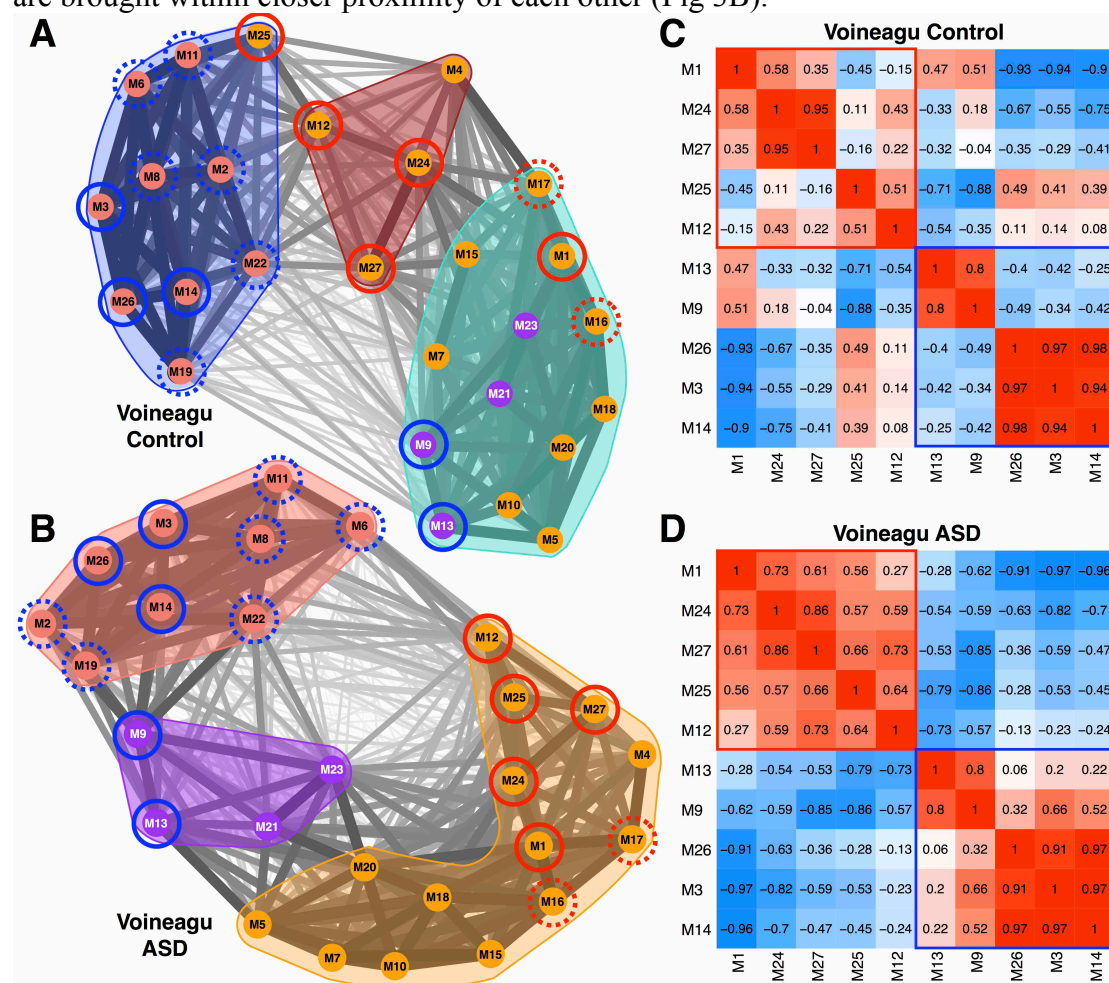 are brought within closer proximity of each other (Fig 3B).
A
M25
M11
M6
M4
M12
M24
M8
M2
M17
M3
M15
M1
M22
M27
M26
M14
M23
M16
M7
M19
M21
M18
Voineagu
Control
M9
M20
M10
M13
M5
B
M11
M3
M6
M8
M26
M14
M2
M22
M12
M19
M25
M27
M9
M4
M23
M24
M13
M21
M1
M17
M20
M18
M16
Voineagu
ASD
M5
M7
M10
M15
C
Voineagu Control
M1 1 0.58 0.35 −0.45 −0.15 0.47 0.51 −0.93 −0.94 −0.9
M24 0.58 1 0.95 0.11 0.43 −0.33 0.18 −0.67 −0.55 −0.75
M27 0.35 0.95 1 −0.16 0.22 −0.32 −0.04 −0.35 −0.29 −0.41
M25 −0.45 0.11 −0.16 1 0.51 −0.71 −0.88 0.49 0.41 0.39
M12 −0.15 0.43 0.22 0.51 1 −0.54 −0.35 0.11 0.14 0.08
M13 0.47 −0.33 −0.32 −0.71 −0.54 1 0.8 −0.4 −0.42 −0.25
M9 0.51 0.18 −0.04 −0.88 −0.35 0.8 1 −0.49 −0.34 −0.42
M26 −0.93 −0.67 −0.35 0.49 0.11 −0.4 −0.49 1 0.97 0.98
M3 −0.94 −0.55 −0.29 0.41 0.14 −0.42 −0.34 0.97 1 0.94
M14 −0.9 −0.75 −0.41 0.39 0.08 −0.25 −0.42 0.98 0.94 1
M1 M24 M27 M25 M12 M13 M9 M26 M3 M14
D
Voineagu ASD
M1 1 0.73 0.61 0.56 0.27 −0.28 −0.62 −0.91 −0.97 −0.96
M24 0.73 1 0.86 0.57 0.59 −0.54 −0.59 −0.63 −0.82 −0.7
M27 0.61 0.86 1 0.66 0.73 −0.53 −0.85 −0.36 −0.59 −0.47
M25 0.56 0.57 0.66 1 0.64 −0.79 −0.86 −0.28 −0.53 −0.45
M12 0.27 0.59 0.73 0.64 1 −0.73 −0.57 −0.13 −0.23 −0.24
M13 −0.28 −0.54 −0.53 −0.79 −0.73 1 0.8 0.06 0.2 0.22
M9 −0.62 −0.59 −0.85 −0.86 −0.57 0.8 1 0.32 0.66 0.52
M26 −0.91 −0.63 −0.36 −0.28 −0.13 0.06 0.32 1 0.91 0.97
M3 −0.97 −0.82 −0.59 −0.53 −0.23 0.2 0.66 0.91 1 0.97
M14 −0.96 −0.7 −0.47 −0.45 −0.24 0.22 0.52 0.97 0.97 1
M1 M24 M27 M25 M12 M13 M9 M26 M3 M14